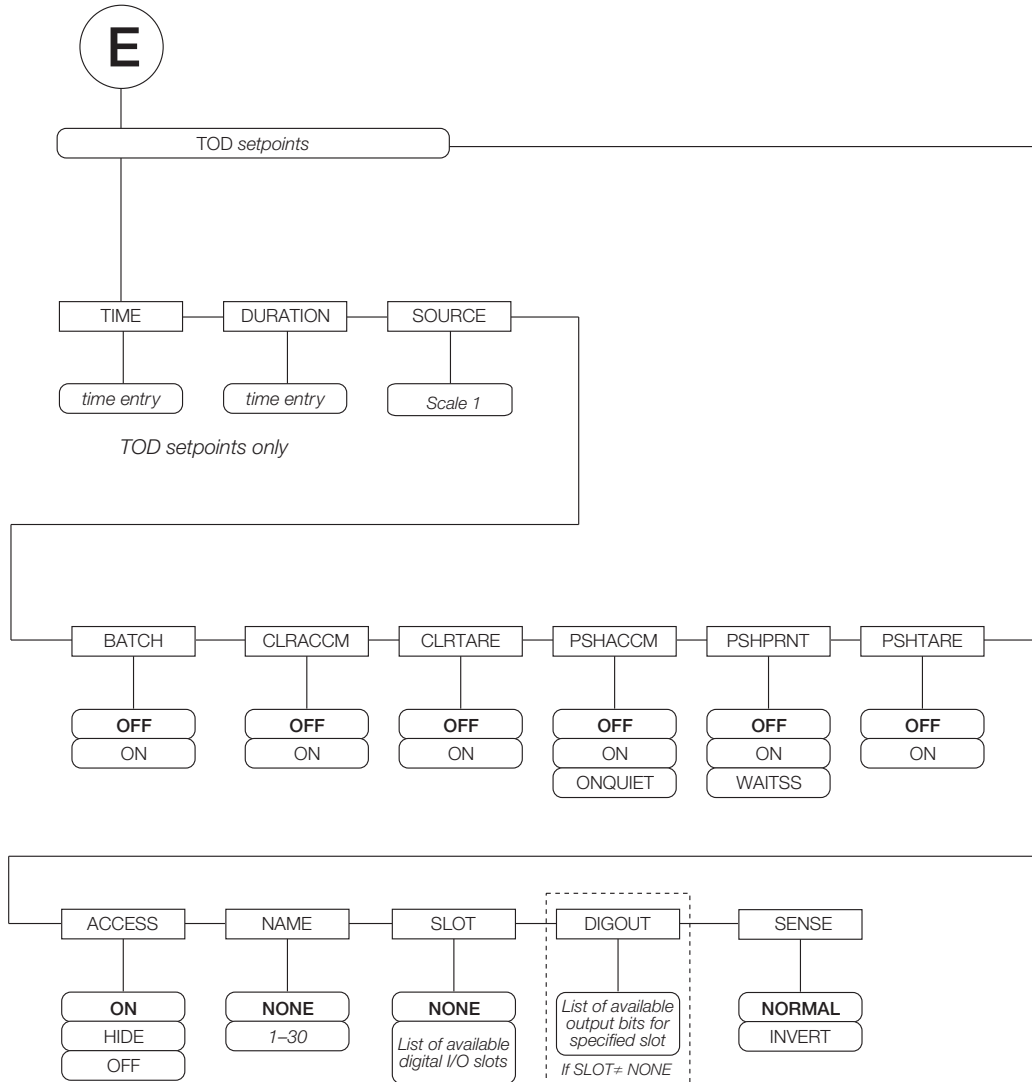 E
TOD setpoints
TIME
DURATION
SOURCE
time entry
time entry
Scale 1
TOD setpoints only
BATCH
CLRACCM
CLRTARE
PSHACCM
PSHPRNT
PSHTARE
OFF
ON
OFF
ON
OFF
ON
OFF
ON
ONQUIET
OFF
ON
WAITSS
OFF
ON
ACCESS
NAME
SLOT
DIGOUT
SENSE
ON
HIDE
OFF
NONE
1–30
NONE
List of available
digital I/O slots
List of available
output bits for
specified slot
If SLOT≠ NONE
NORMAL
INVERT